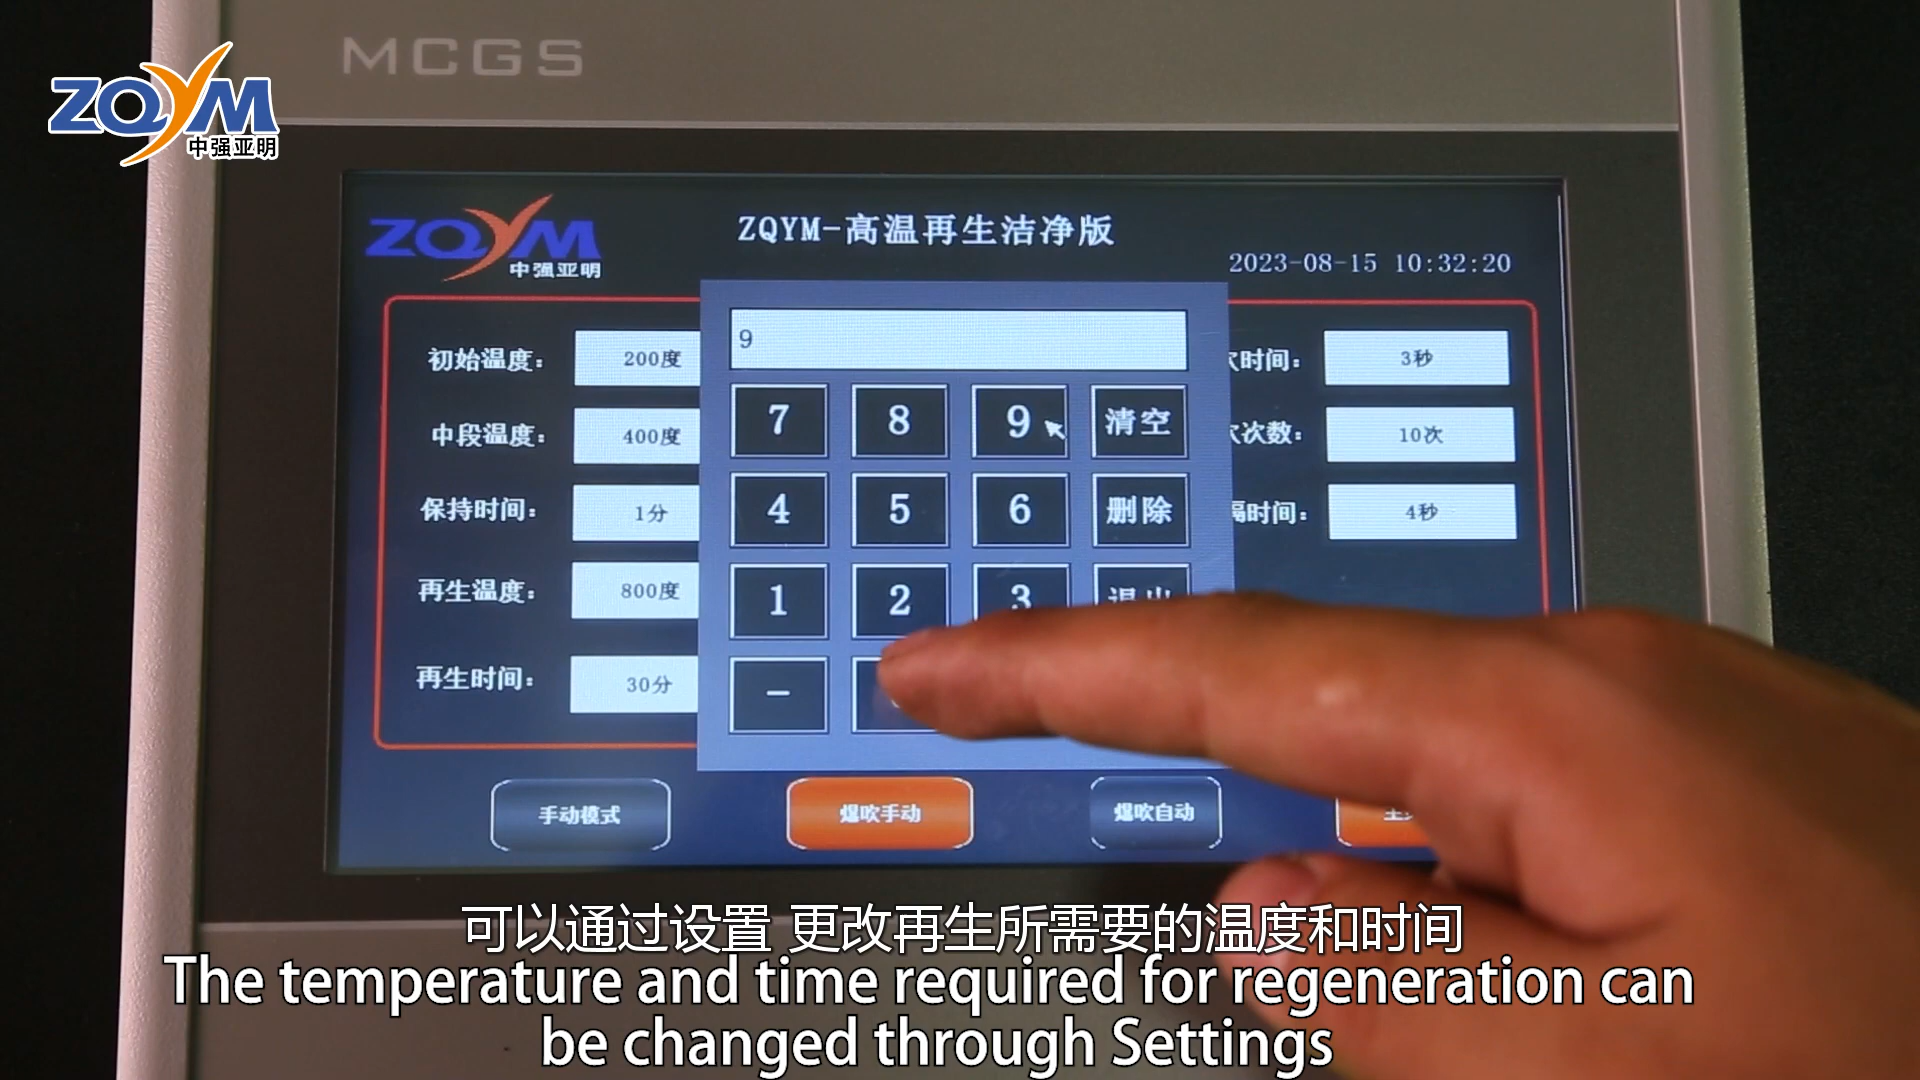 MCGS
ZQYM
中强亚明
ZQYM
中强亚明
ZQYM-高温再生洁净版
2023-08-15 10:32:20
初始温度: 200度
中段温度: 400度
保持时间: 1分
再生温度: 800度
再生时间: 30分
9
7 8 9 清空
4 5 6 删除
1 2 3 退出
-
时间: 3秒
次数: 10次
时间: 4秒
手动模式 爆吹手动 爆吹自动
可以通过设置 更改再生所需要的温度和时间
The temperature and time required for regeneration can
be changed through Settings